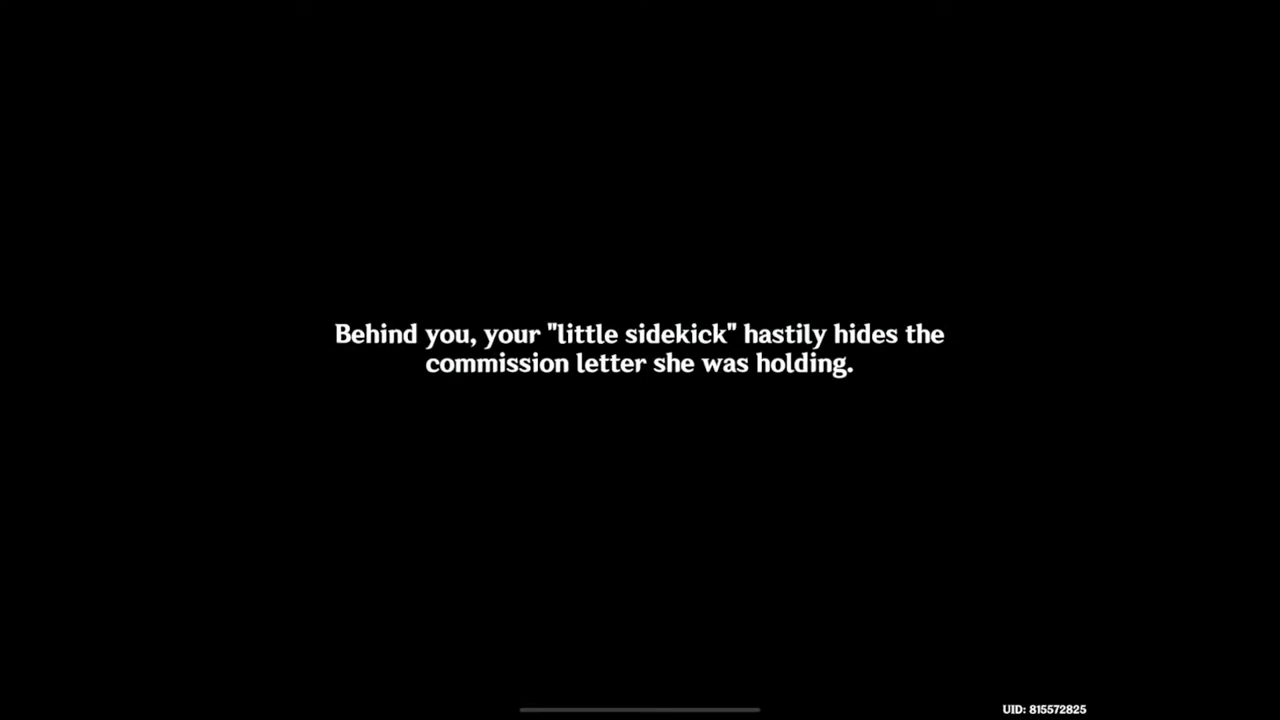 Behind you, your "little sidekick" hastily hides the
commission letter she was holding.
UID: 815572825